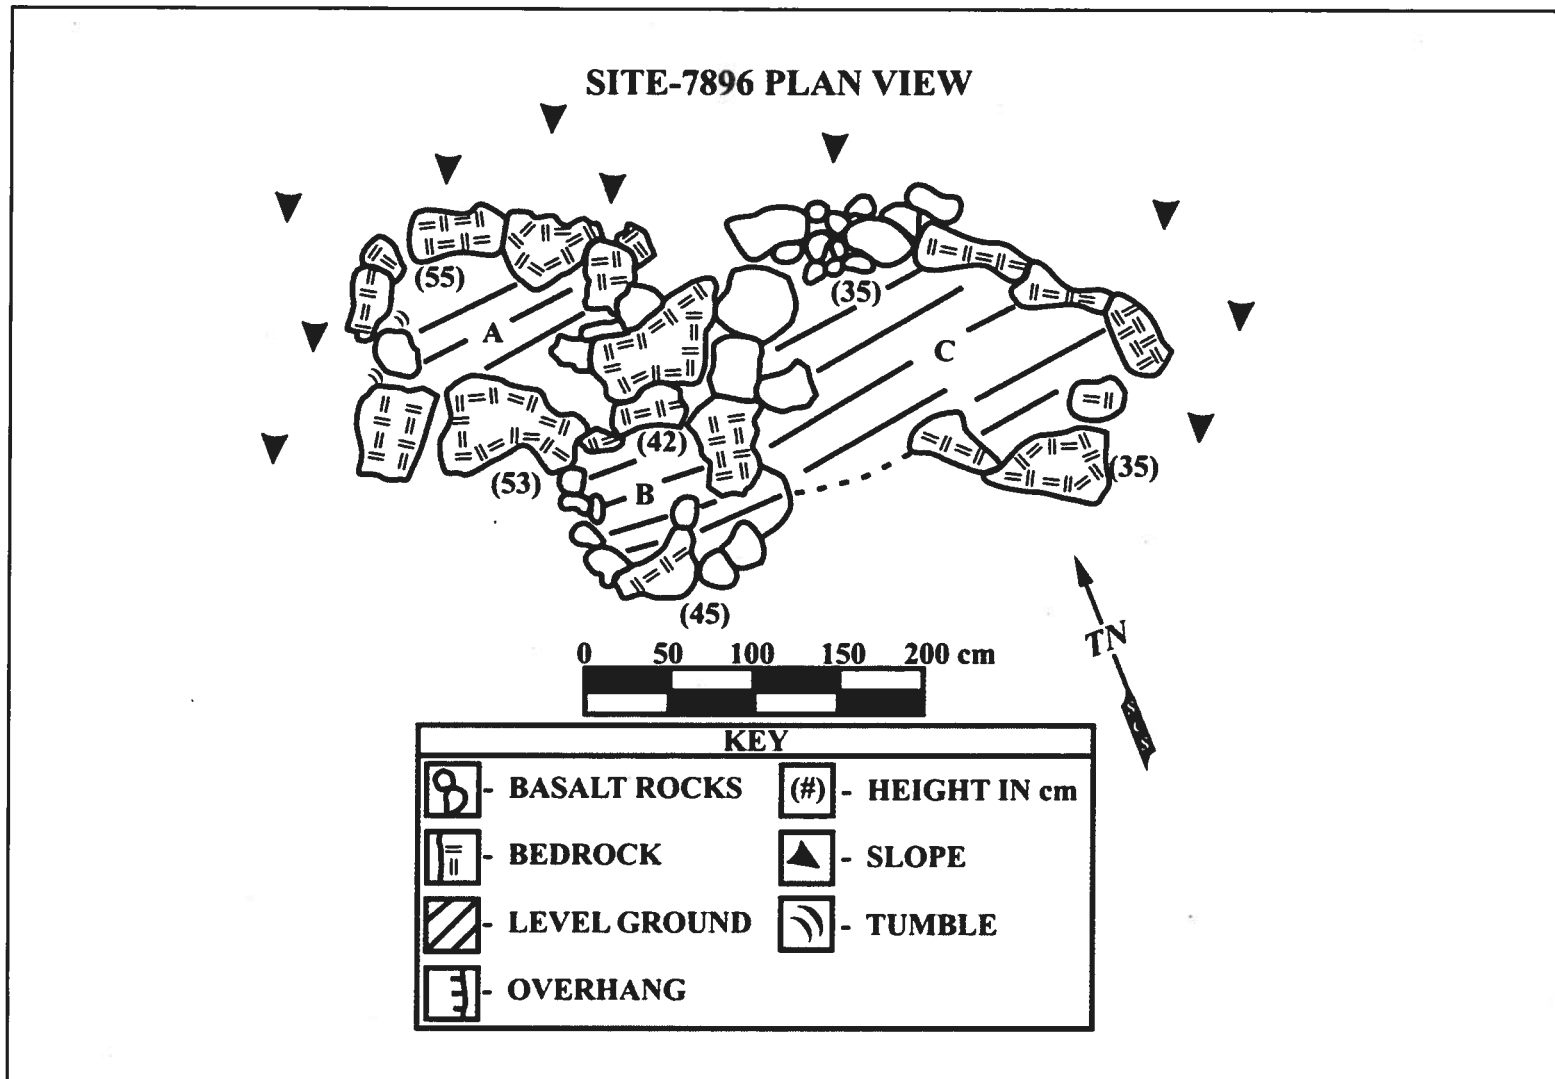 SITE-7896 PLAN VIEW
(55)
(35)
A
C
(42)
(35)
(53)
B
(45)
0 50 100 150 200 cm
TN
KEY
- BASALT ROCKS
(#) - HEIGHT IN cm
- BEDROCK
- SLOPE
- LEVEL GROUND
- TUMBLE
- OVERHANG